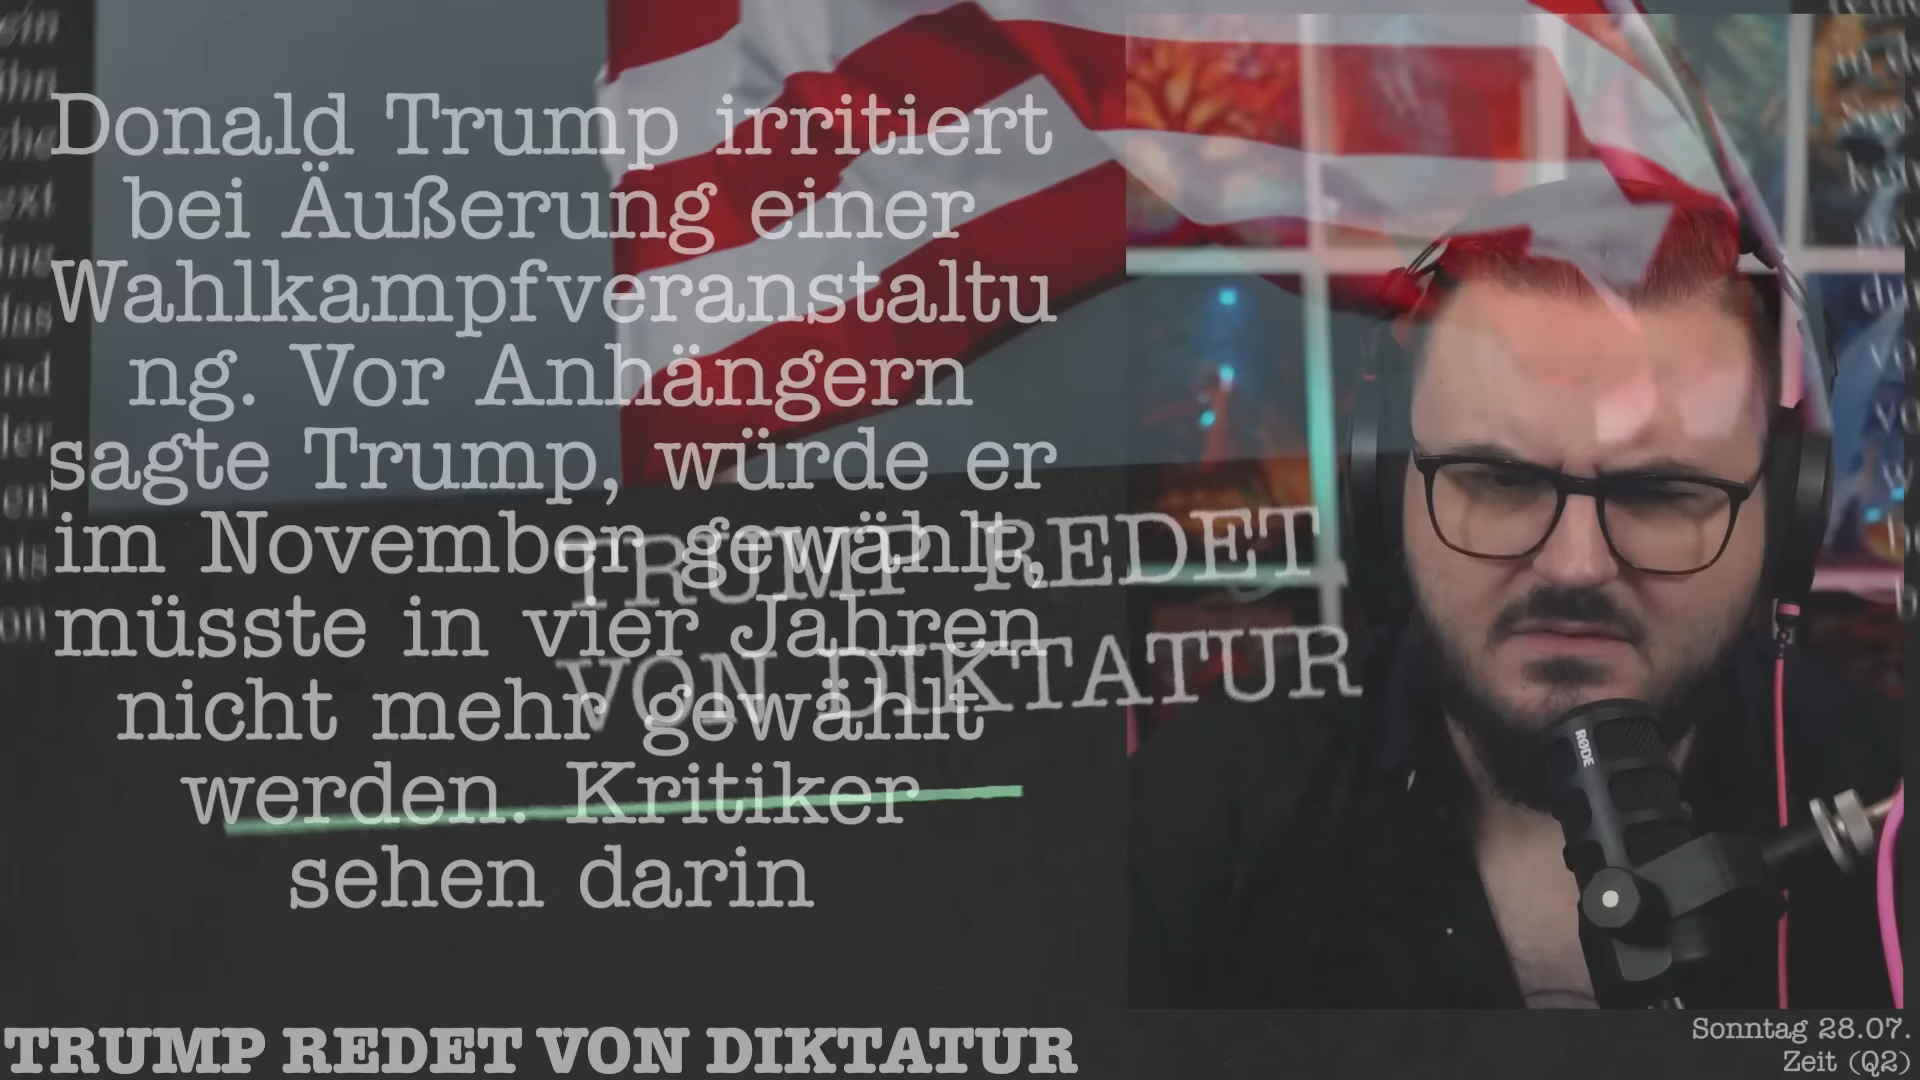 Donald Trump irritiert
bei Äußerung einer
Wahlkampfveranstaltu
ng. Vor Anhängern
sagte Trump, würde er
im November gewählt,
müsste in vier Jahren
nicht mehr gewählt
werden. Kritiker
sehen darin
TRUMP REDET
VON DIKTATUR
RØDE
TRUMP REDET VON DIKTATUR
Sonntag 28.07.
Zeit (Q2)